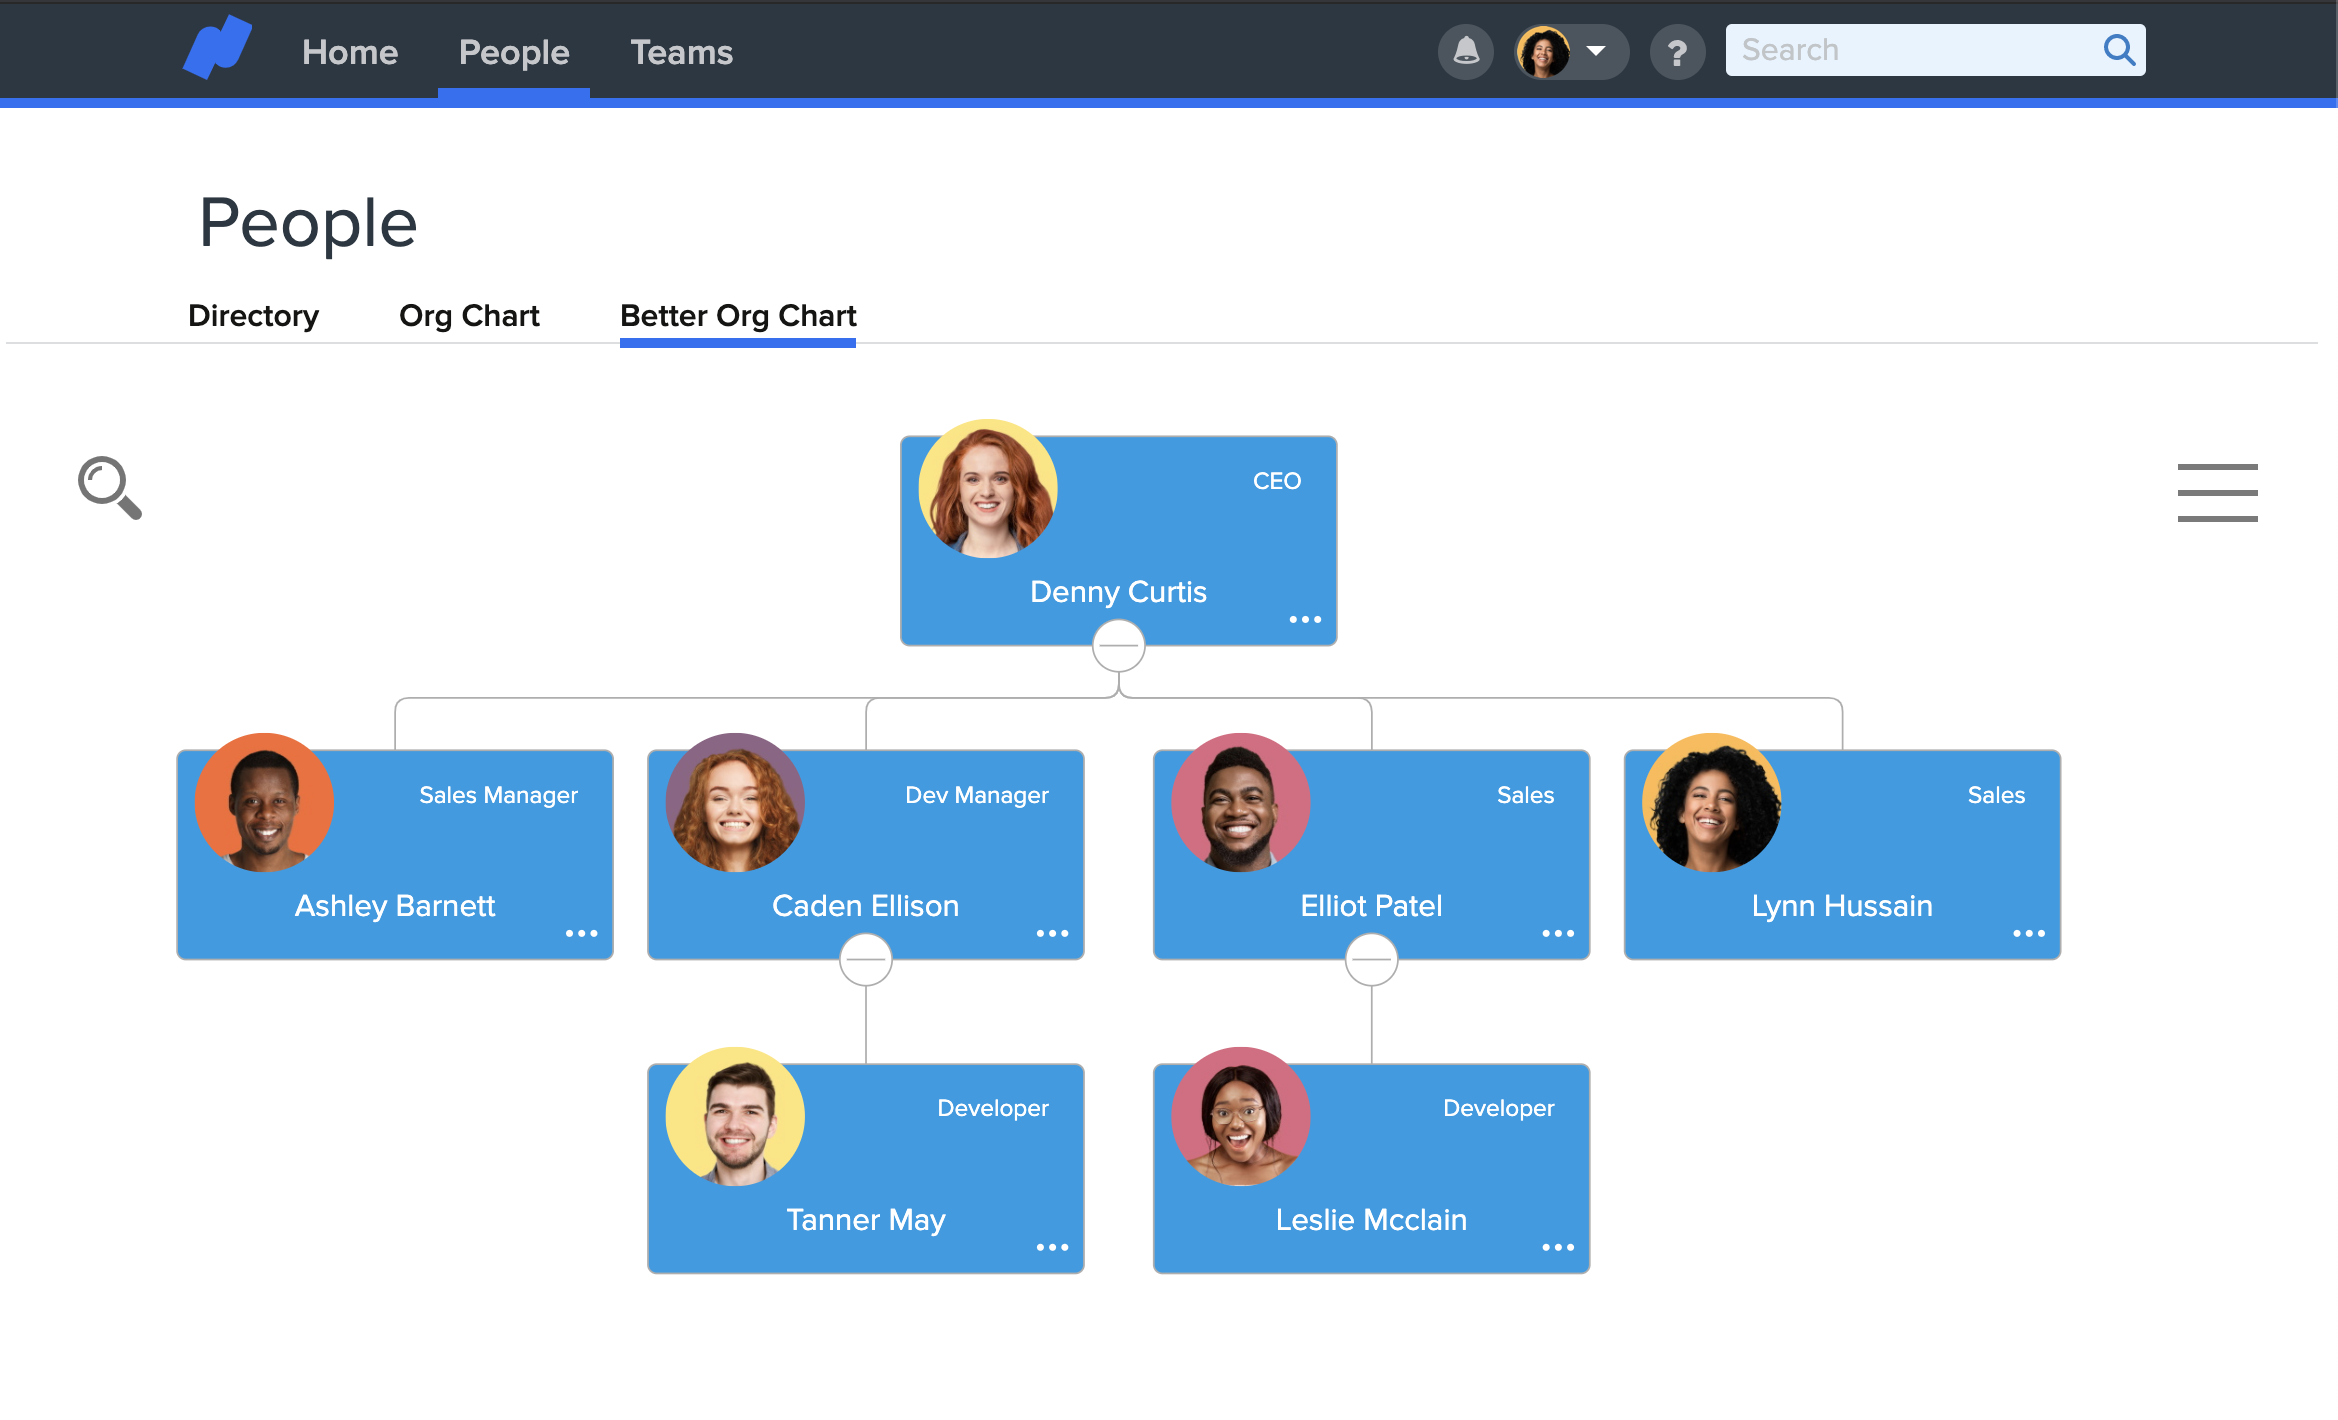 Home People Teams ? Search
People
Directory Org Chart Better Org Chart
CEO
Denny Curtis
Sales Manager Dev Manager Sales Sales
Ashley Barnett Caden Ellison Elliot Patel Lynn Hussain
Developer Developer
Tanner May Leslie Mcclain